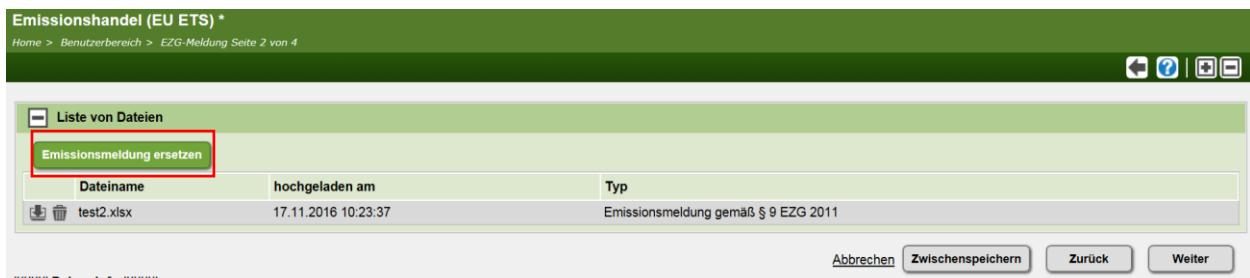 Emissionshandel (EU ETS) *
Home > Benutzerbereich > EZG-Meldung Seite 2 von 4
Liste von Dateien
Emissionsmeldung ersetzen
Dateiname hochgeladen am Typ
test2.xlsx 17.11.2016 10:23:37 Emissionsmeldung gemäß § 9 EZG 2011
Abbrechen Zwischenspeichern Zurück Weiter